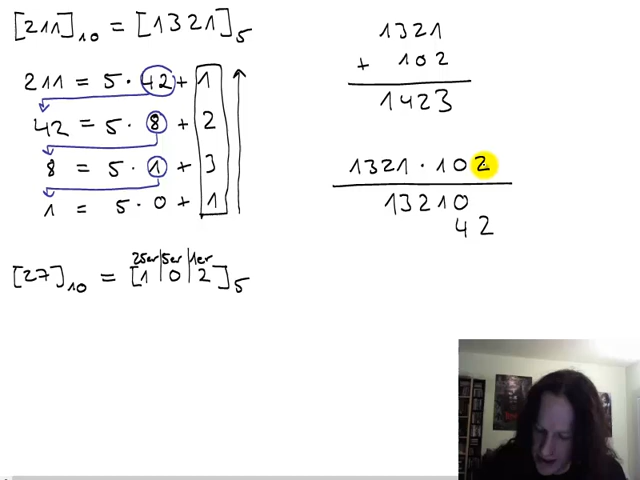 [211]₁₀ = [1321]₅
211 = 5 · 42 + 1
42 = 5 · 8 + 2
8 = 5 · 1 + 3
1 = 5 · 0 + 1
25er|5er|1er
[27]₁₀ = [1|0|2]₅
1321
+ 102
1423
1321 · 102
13210
42